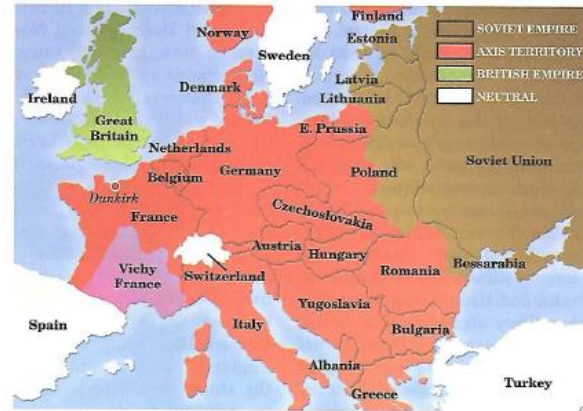 SOVIET EMPIRE
AXIS TERRITORY
BRITISH EMPIRE
NEUTRAL
Norway
Finland
Sweden
Estonia
Latvia
Lithuania
Denmark
Ireland
Great
Britain
E. Prussia
Soviet Union
Netherlands
Belgium
Germany
Poland
Dunkirk
France
Czechoslovakia
Austria
Hungary
Bessarabia
Romania
Vichy
France
Switzerland
Yugoslavia
Spain
Italy
Bulgaria
Albania
Greece
Turkey